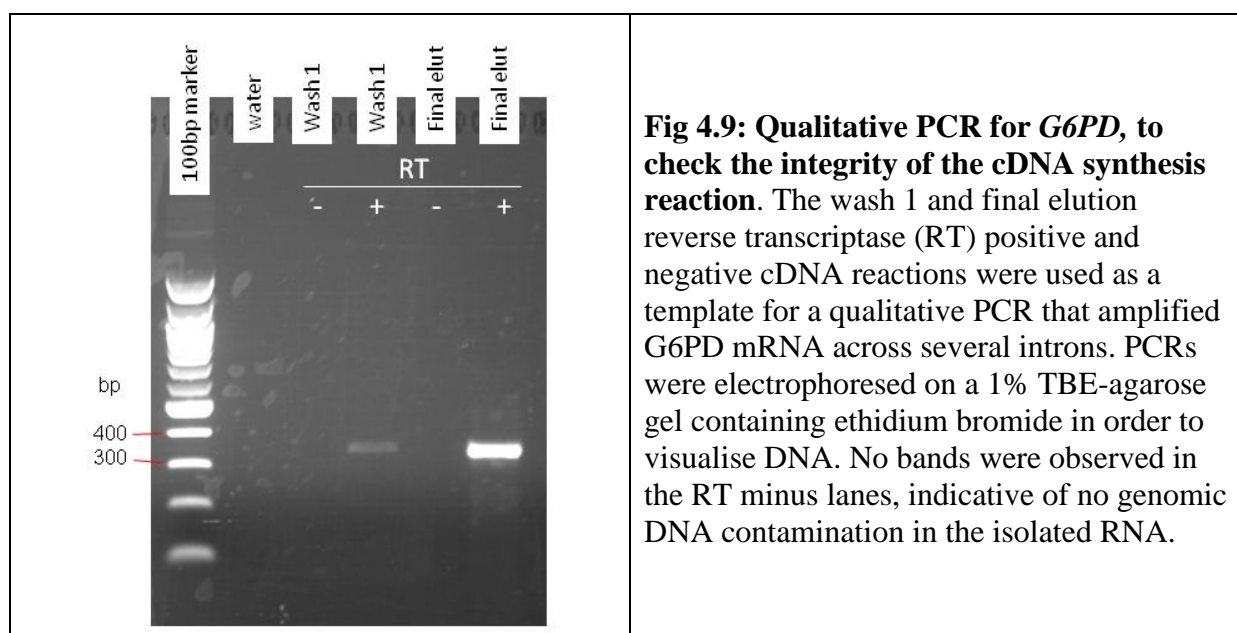 100bp marker
water
Wash 1
Wash 1
Final elut
Final elut
RT
- + - +
bp
400
300
Fig 4.9: Qualitative PCR for G6PD, to
check the integrity of the cDNA synthesis
reaction. The wash 1 and final elution
reverse transcriptase (RT) positive and
negative cDNA reactions were used as a
template for a qualitative PCR that amplified
G6PD mRNA across several introns. PCRs
were electrophoresed on a 1% TBE-agarose
gel containing ethidium bromide in order to
visualise DNA. No bands were observed in
the RT minus lanes, indicative of no genomic
DNA contamination in the isolated RNA.